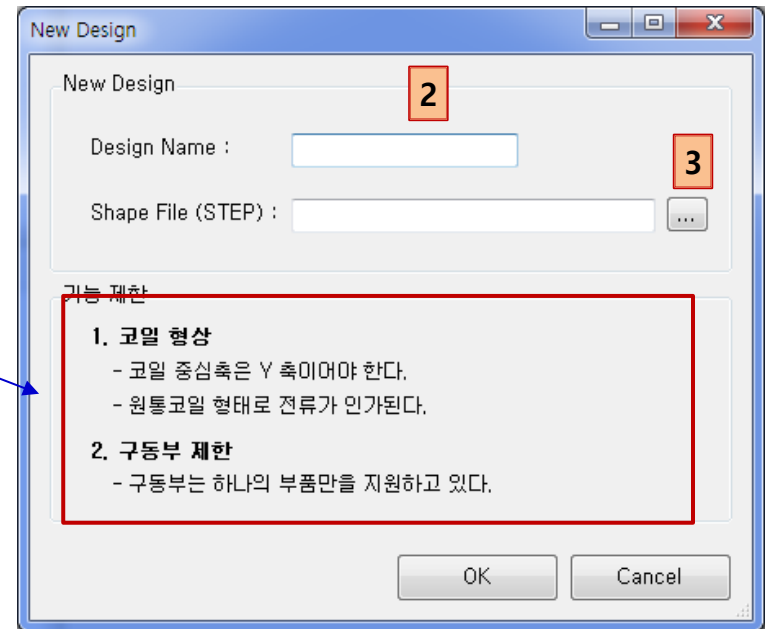 New Design
New Design
2
Design Name :
3
Shape File (STEP) :
...
기능 제한
1. 코일 형상
- 코일 중심축은 Y 축이어야 한다.
- 원통코일 형태로 전류가 인가된다.
2. 구동부 제한
- 구동부는 하나의 부품만을 지원하고 있다.
OK
Cancel